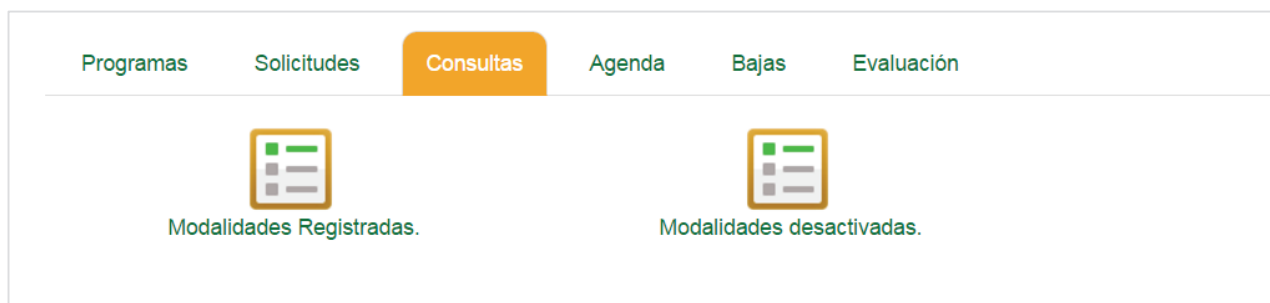 Programas Solicitudes Consultas Agenda Bajas Evaluación
Modalidades Registradas. Modalidades desactivadas.